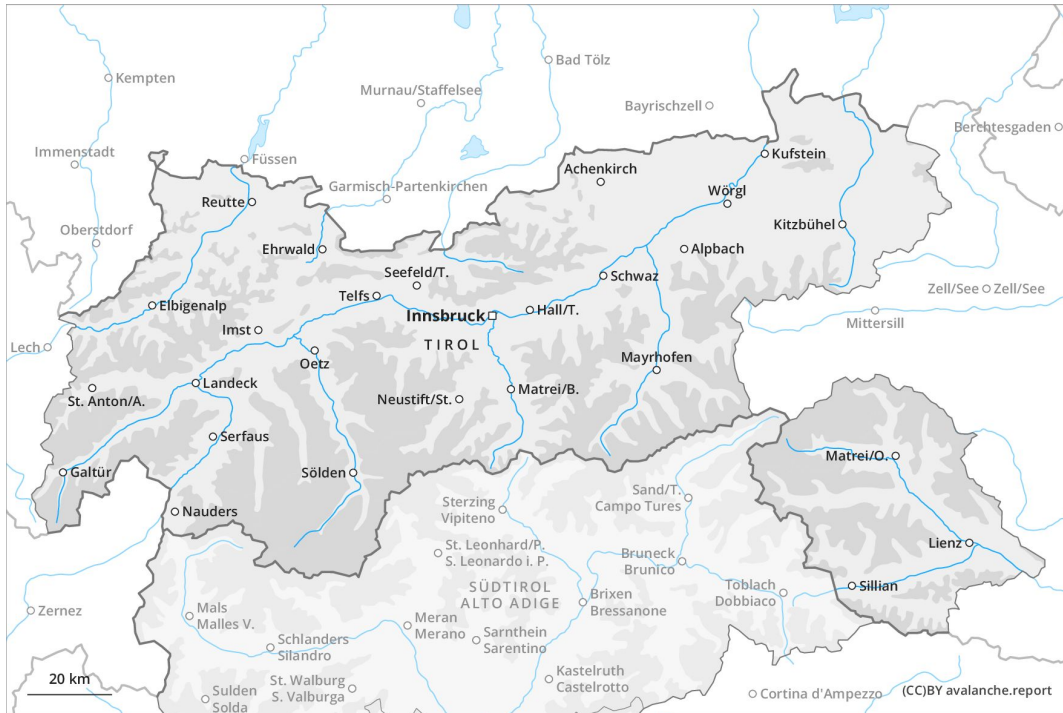 Bad Tölz
Kempten
Murnau/Staffelsee
Bayrischzell
Berchtesgaden
Immenstadt
Füssen
Kufstein
Achenkirch
Garmisch-Partenkirchen
Wörgl
Reutte
Kitzbühel
Oberstdorf
Ehrwald
Alpbach
Seefeld/T.
Schwaz
Zell/See
Zell/See
Telfs
Elbigenalp
Innsbruck
Hall/T.
Mittersill
Imst
TIROL
Lech
Mayrhofen
Oetz
Landeck
St. Anton/A.
Neustift/St.
Matrei/B.
Serfaus
Matrei/O.
Galtür
Sölden
Sand/T.
Campo Tures
Sterzing
Vipiteno
Nauders
Lienz
St. Leonhard/P.
S. Leonardo i. P.
Bruneck
Brunico
Sillian
SÜDTIROL
ALTO ADIGE
Toblach
Dobbiaco
Brixen
Bressanone
Zernez
Mals
Malles V.
Meran
Merano
Sarnthein
Sarentino
Schlanders
Silandro
20 km
St. Walburg
S. Valburga
Kastelruth
Castelrotto
Sulden
Solda
Cortina d'Ampezzo
(CC)BY avalanche.report